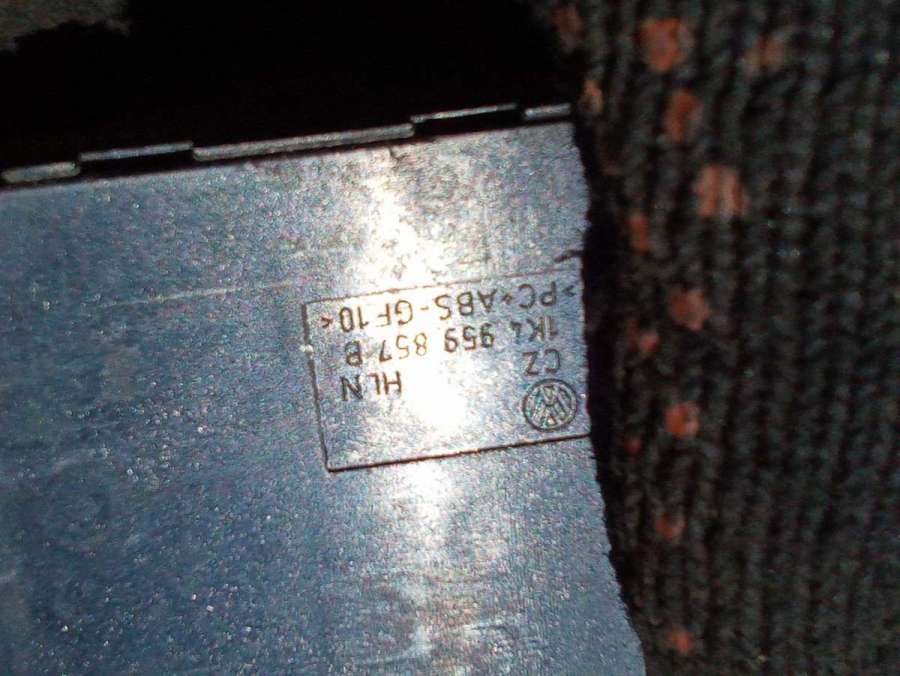 HLN
CZ
1K4 959 857 B
>PC+ABS-GF10<